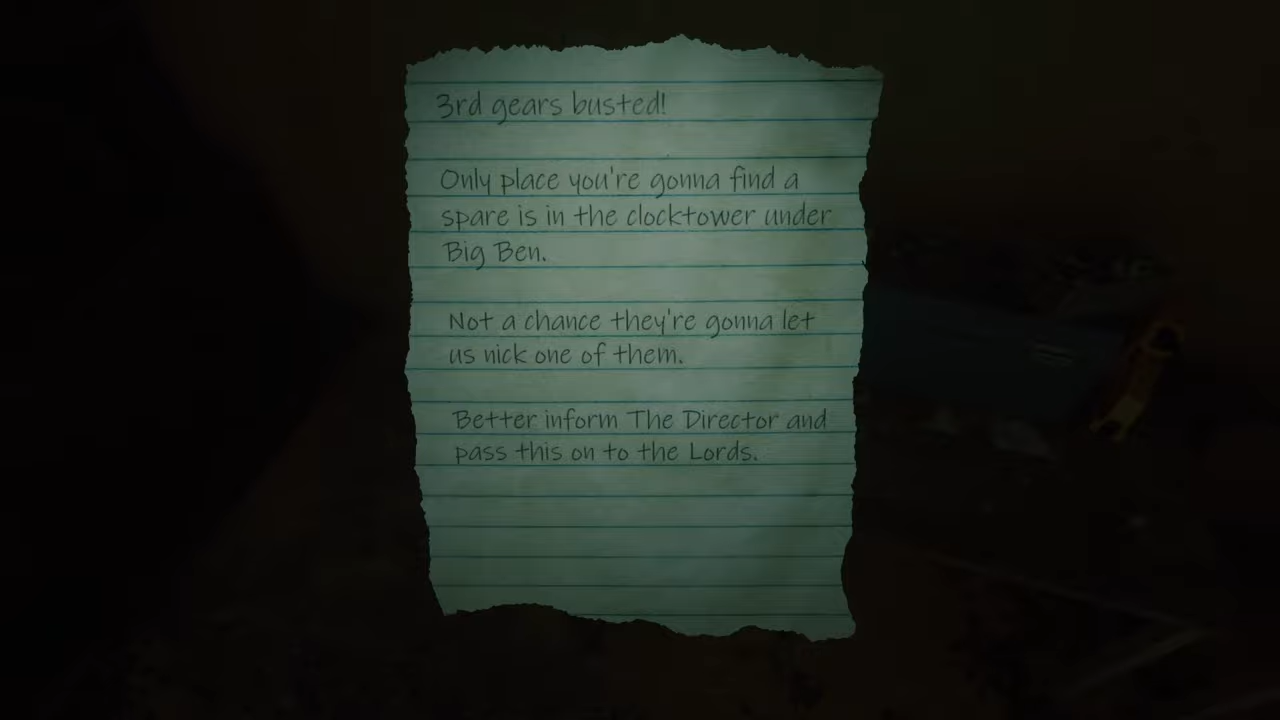 3rd gears busted!
Only place you're gonna find a
spare is in the clocktower under
Big Ben.
Not a chance they're gonna let
us nick one of them.
Better inform The Director and
pass this on to the Lords.